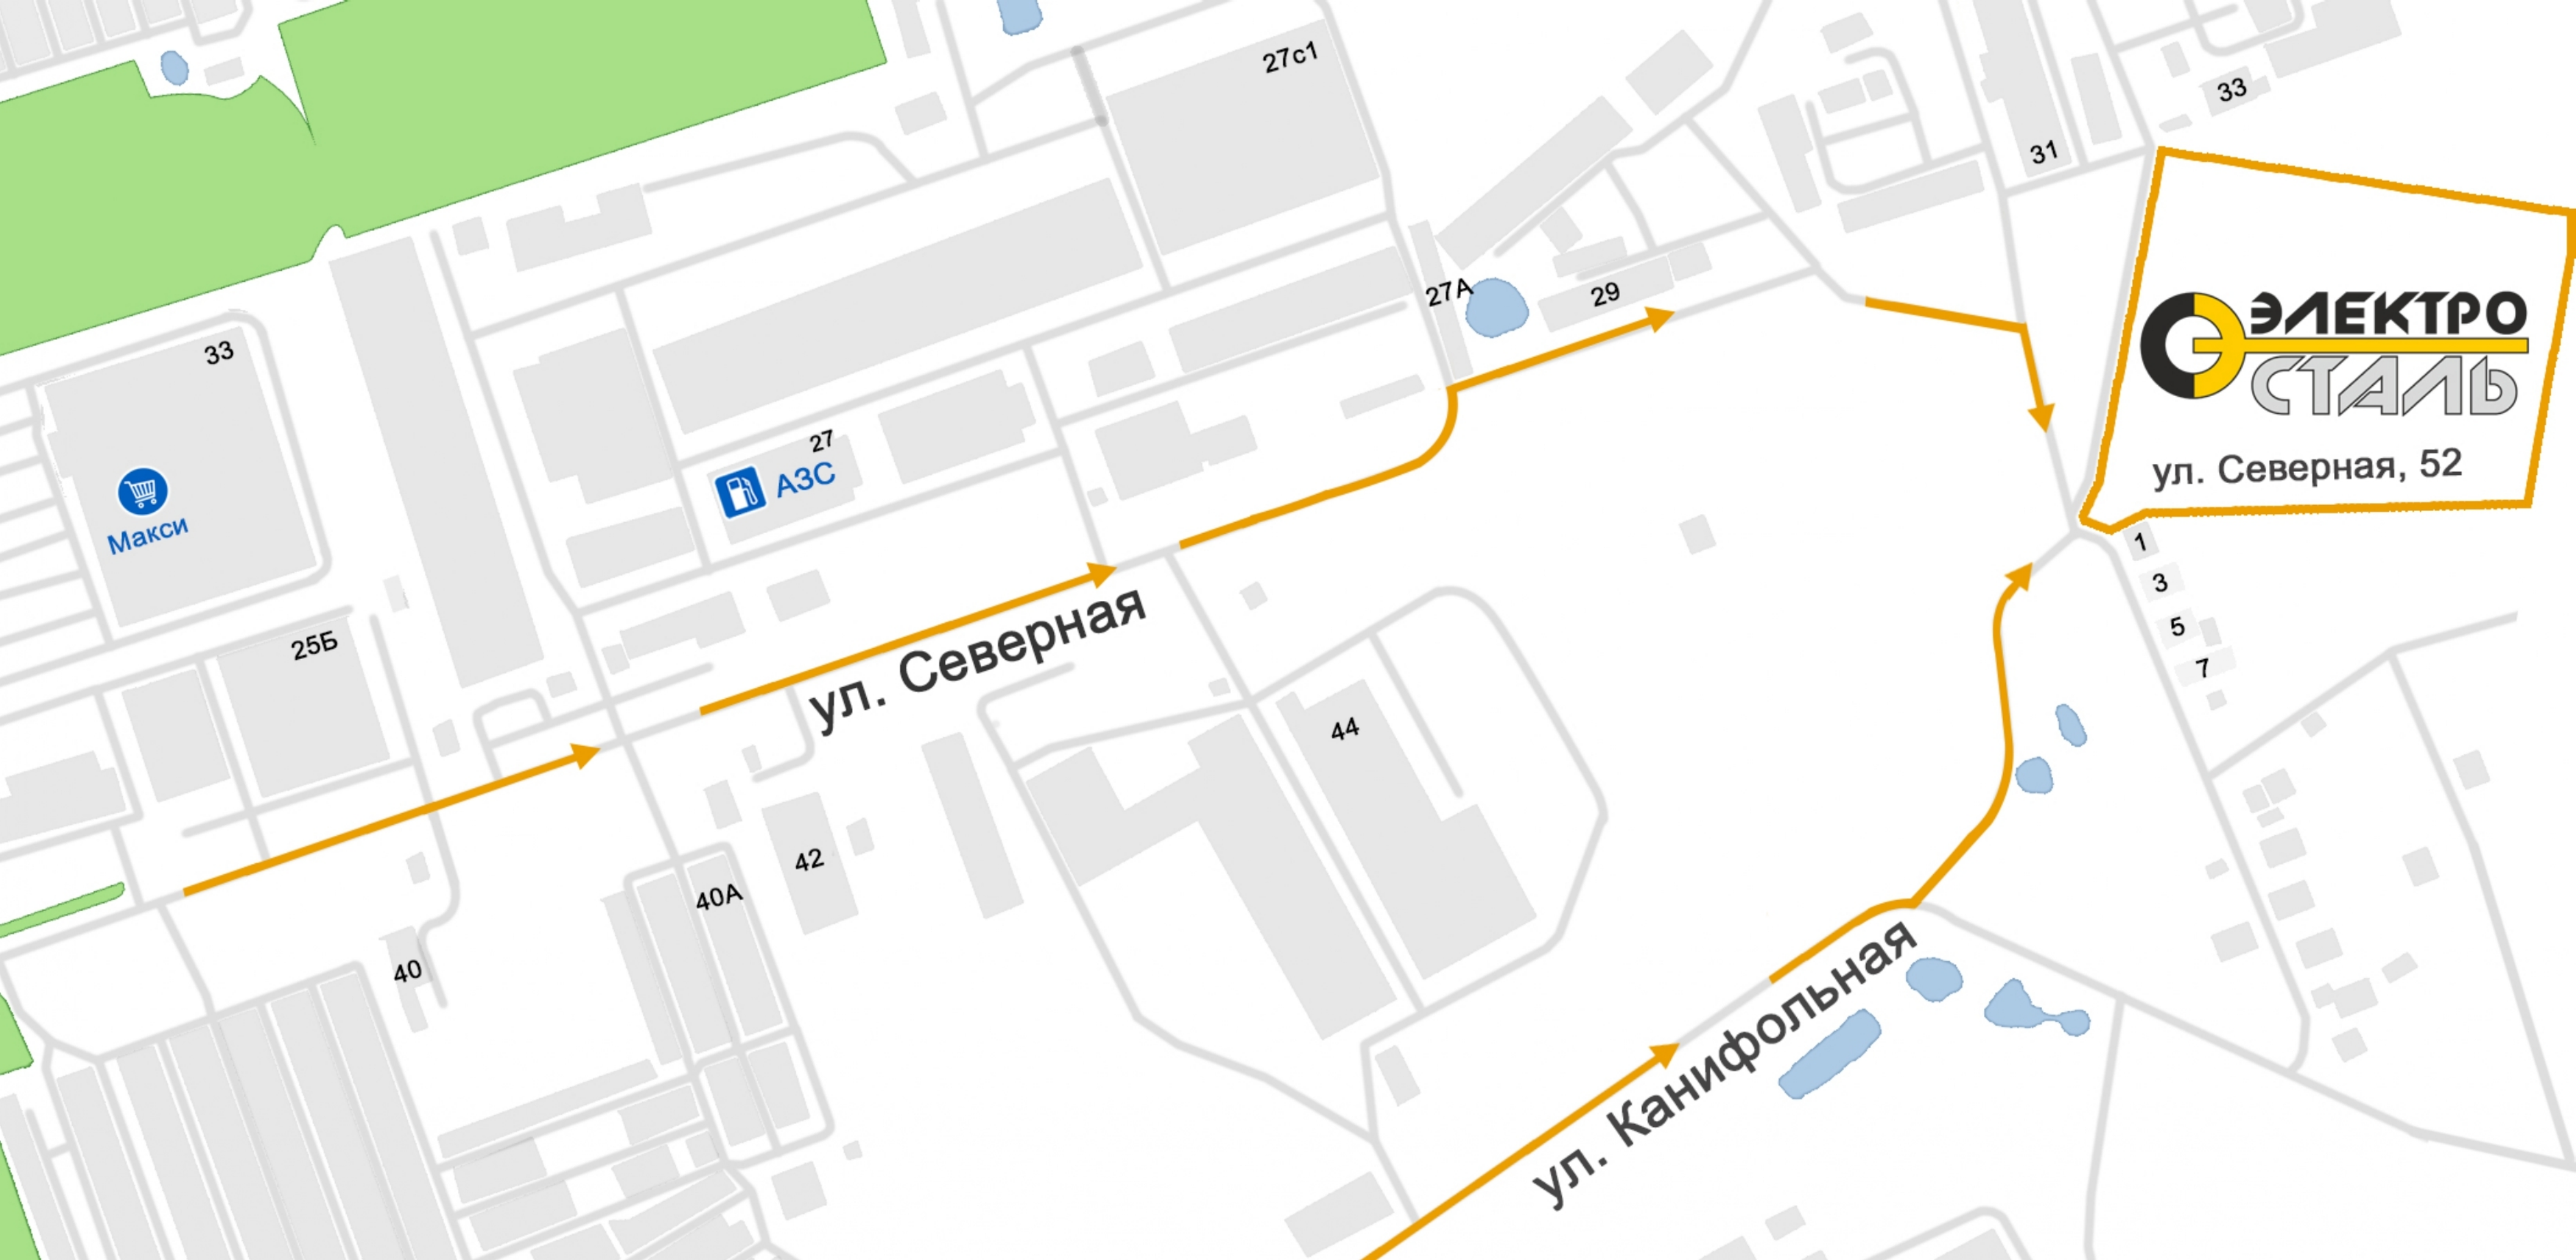 27с1
33
31
ЭЛЕКТРО
СТАЛЬ
ул. Северная, 52
27А
29
33
27
АЗС
Макси
1
3
5
7
25Б
ул. Северная
44
42
40А
40
ул. Канифольная